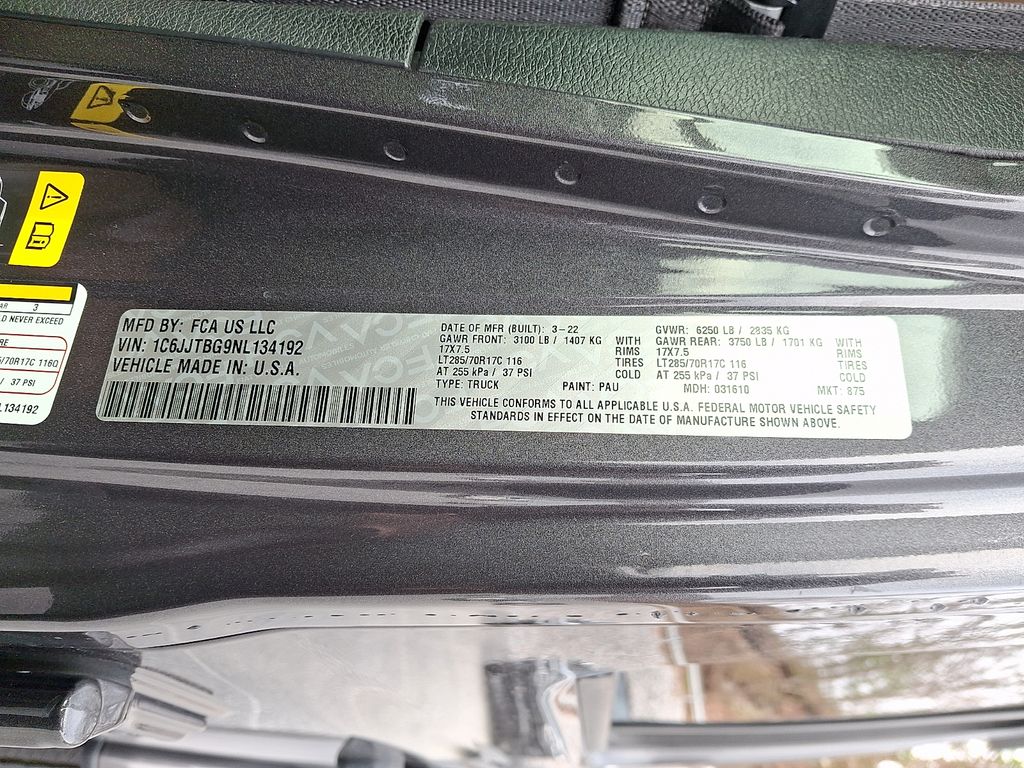 AR 3
D NEVER EXCEED
RE
5/70R17C 116Q
/ 37 PSI
L134192
MFD BY: FCA US LLC
VIN: 1C6JJTBG9NL134192
VEHICLE MADE IN: U.S.A.
DATE OF MFR (BUILT): 3-22
GAWR FRONT: 3100 LB / 1407 KG WITH
17X7.5 RIMS
LT285/70R17C 116 TIRES
AT 255 kPa / 37 PSI COLD
TYPE: TRUCK PAINT: PAU
GVWR: 6250 LB / 2835 KG
GAWR REAR: 3750 LB / 1701 KG WITH
17X7.5 RIMS
LT285/70R17C 116 TIRES
AT 255 kPa / 37 PSI COLD
MDH: 031610 MKT: 875
THIS VEHICLE CONFORMS TO ALL APPLICABLE U.S.A. FEDERAL MOTOR VEHICLE SAFETY
STANDARDS IN EFFECT ON THE DATE OF MANUFACTURE SHOWN ABOVE.